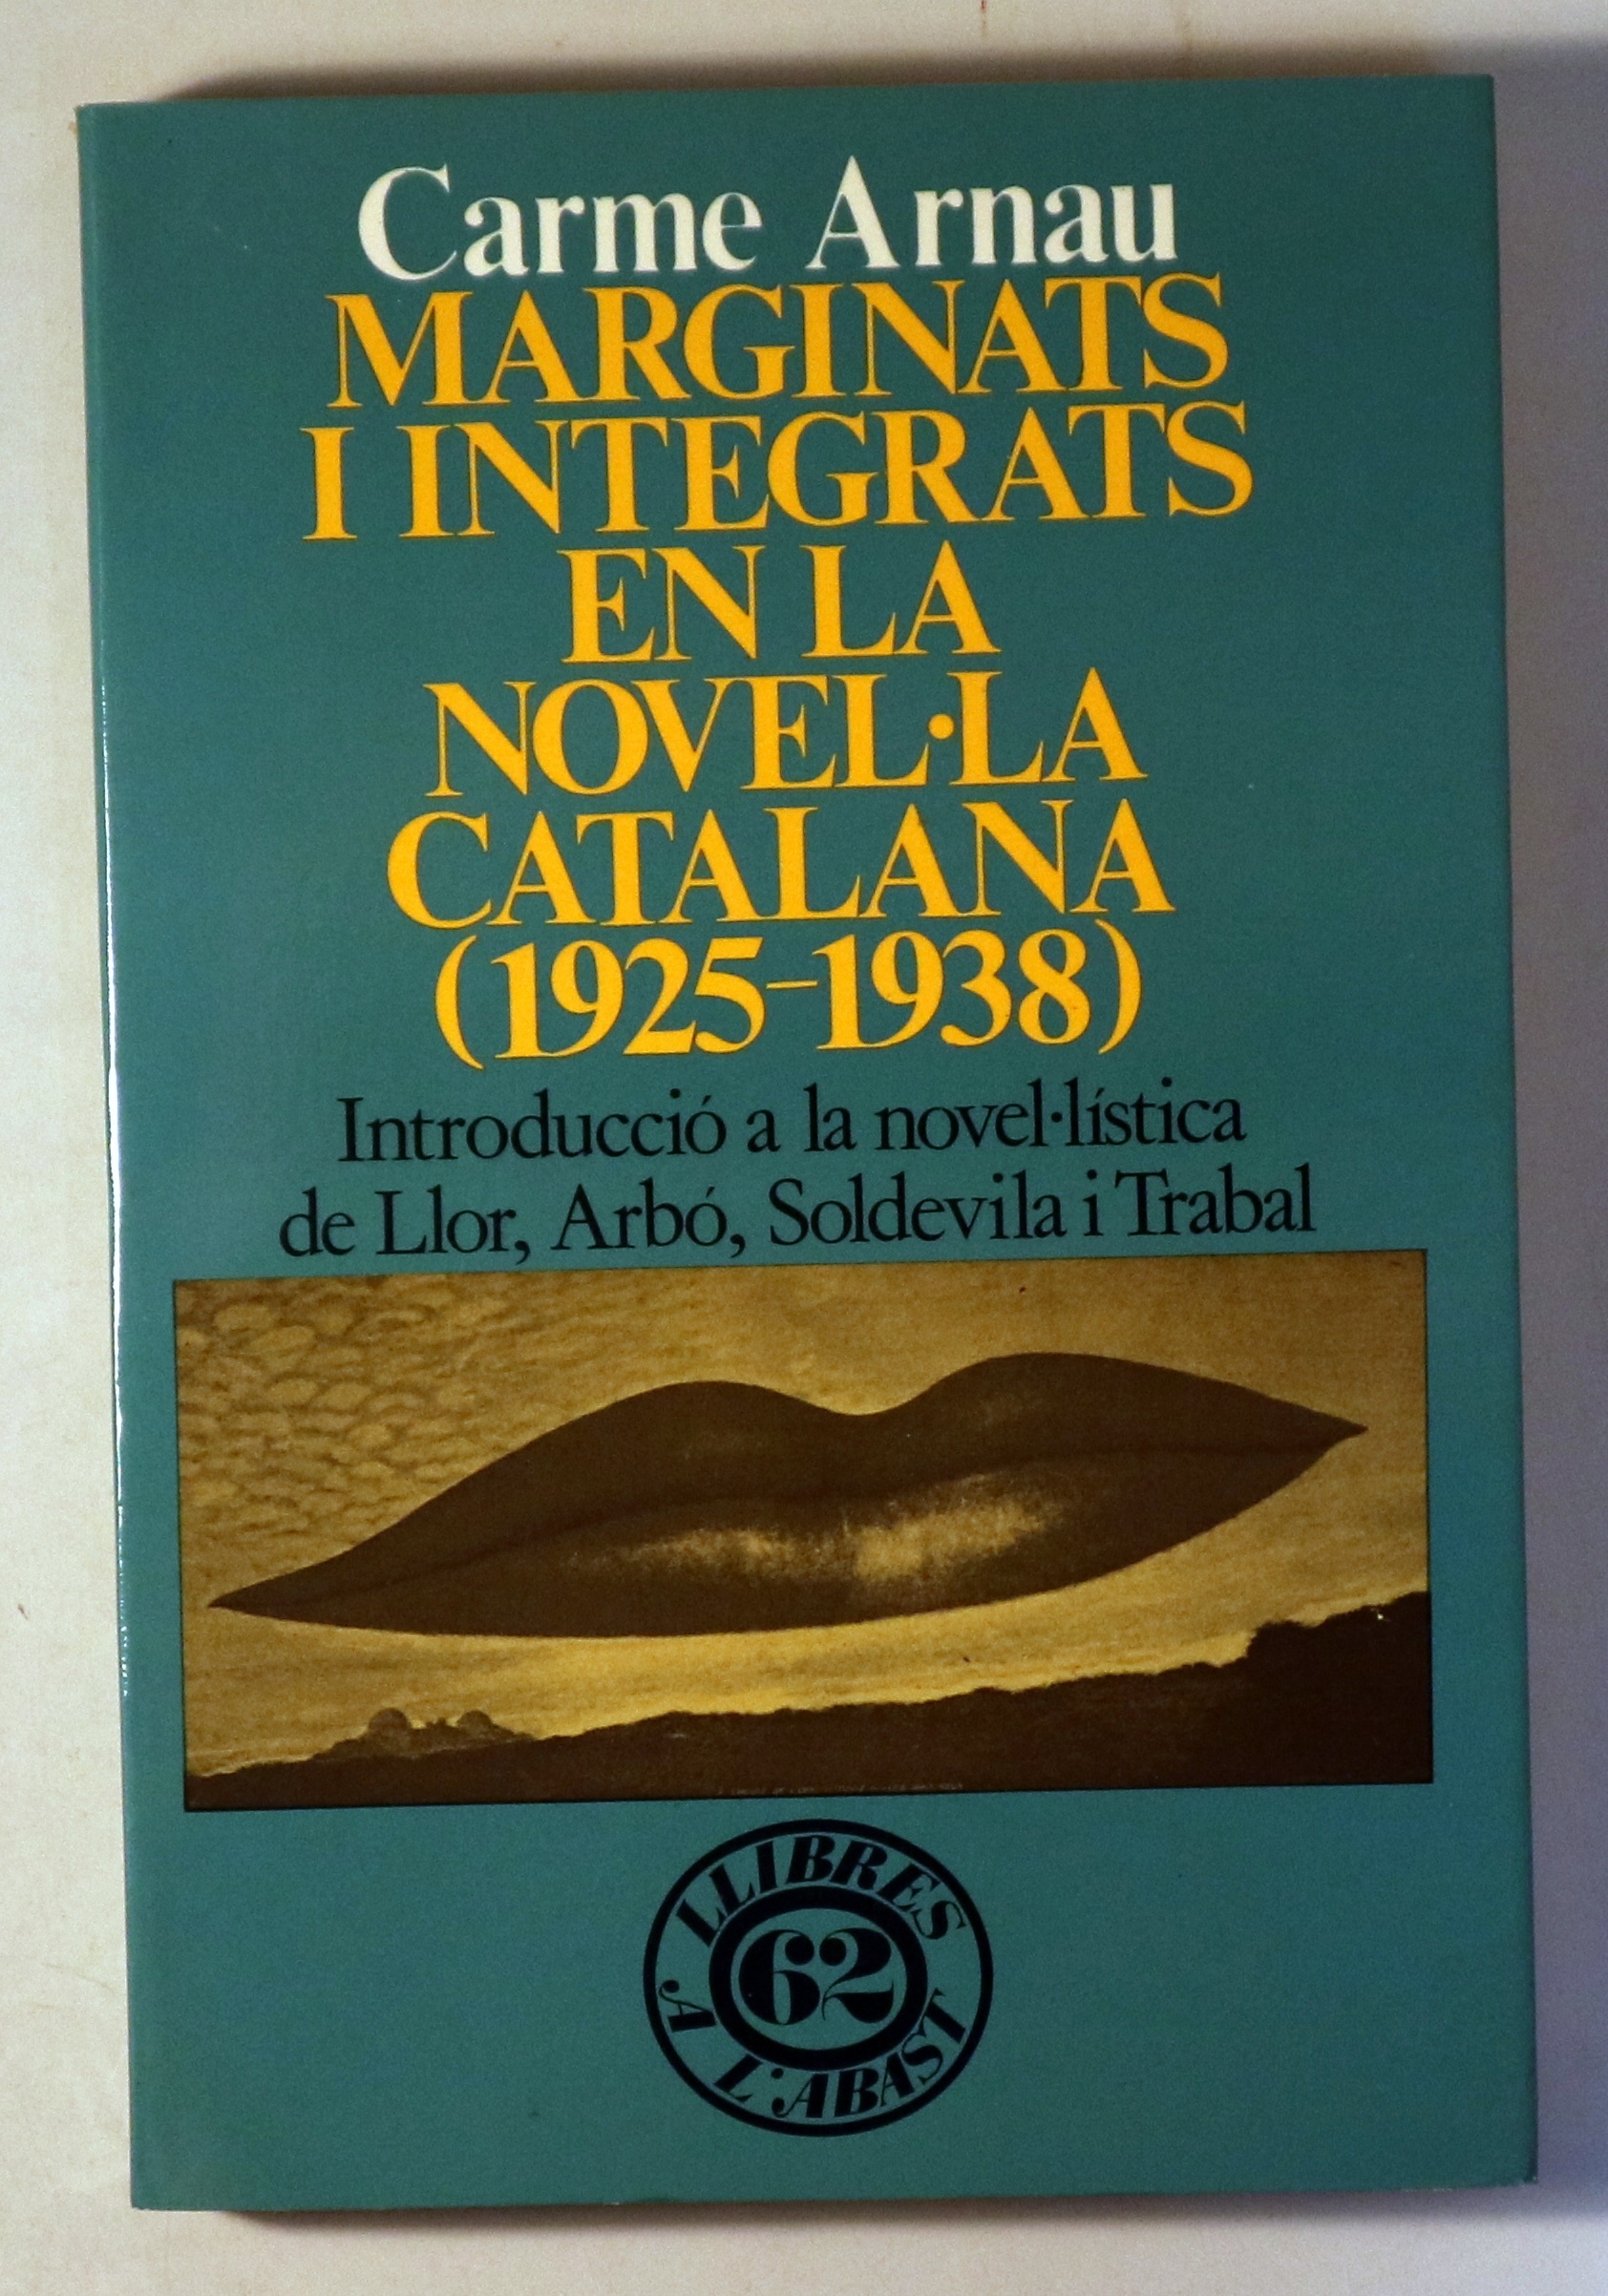 Carme Arnau
MARGINATS
I INTEGRATS
EN LA
NOVEL·LA
CATALANA
(1925-1938)
Introducció a la novel·lística
de Llor, Arbó, Soldevila i Trabal
LLIBRES
A L'ABAST
62